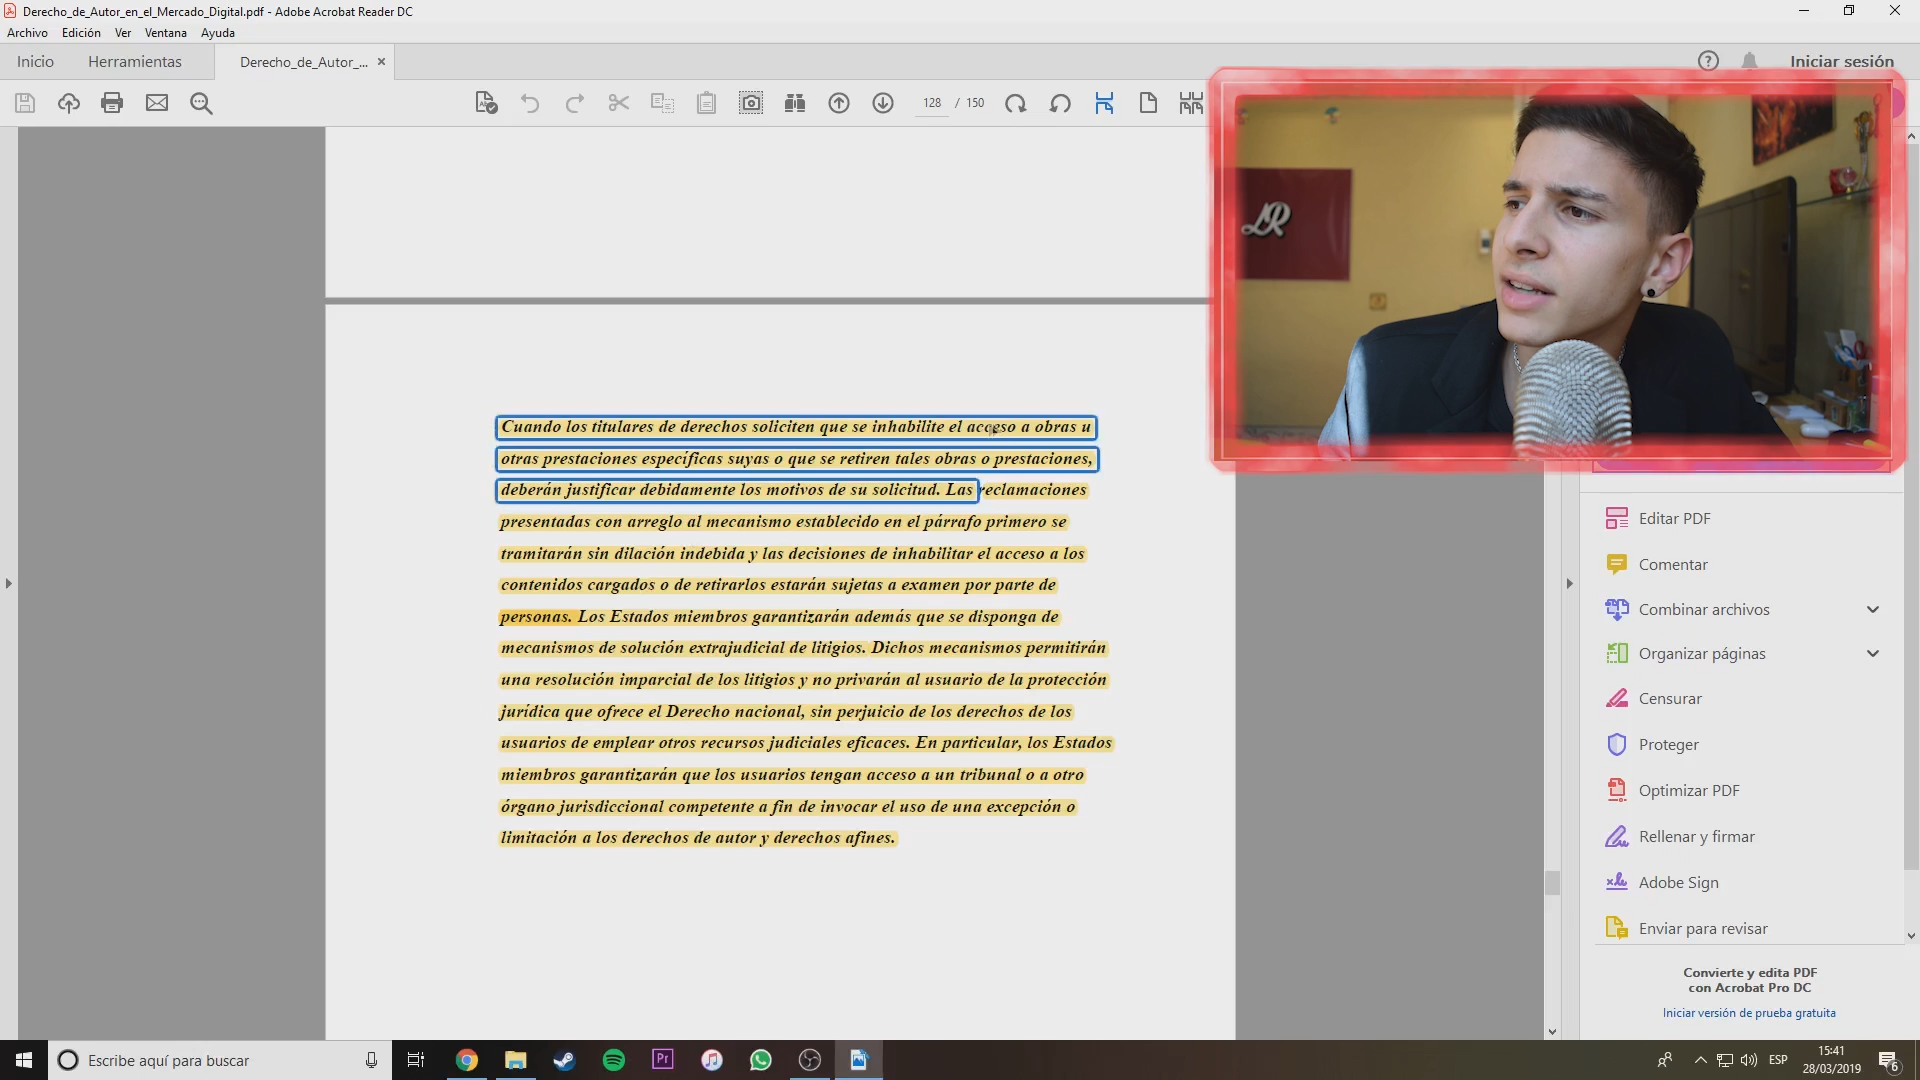 Derecho_de_Autor_en_el_Mercado_Digital.pdf - Adobe Acrobat Reader DC
Archivo Edición Ver Ventana Ayuda
Inicio Herramientas Derecho_de_Autor_... Iniciar sesión
128 / 150
LR
Cuando los titulares de derechos soliciten que se inhabilite el acceso a obras u
otras prestaciones específicas suyas o que se retiren tales obras o prestaciones,
deberán justificar debidamente los motivos de su solicitud. Las reclamaciones
presentadas con arreglo al mecanismo establecido en el párrafo primero se
tramitarán sin dilación indebida y las decisiones de inhabilitar el acceso a los
contenidos cargados o de retirarlos estarán sujetas a examen por parte de
personas. Los Estados miembros garantizarán además que se disponga de
mecanismos de solución extrajudicial de litigios. Dichos mecanismos permitirán
una resolución imparcial de los litigios y no privarán al usuario de la protección
jurídica que ofrece el Derecho nacional, sin perjuicio de los derechos de los
usuarios de emplear otros recursos judiciales eficaces. En particular, los Estados
miembros garantizarán que los usuarios tengan acceso a un tribunal o a otro
órgano jurisdiccional competente a fin de invocar el uso de una excepción o
limitación a los derechos de autor y derechos afines.
Editar PDF
Comentar
Combinar archivos
Organizar páginas
Censurar
Proteger
Optimizar PDF
Rellenar y firmar
Adobe Sign
Enviar para revisar
Convierte y edita PDF
con Acrobat Pro DC
Iniciar versión de prueba gratuita
Escribe aquí para buscar
Pr
ESP
15:41
28/03/2019
6